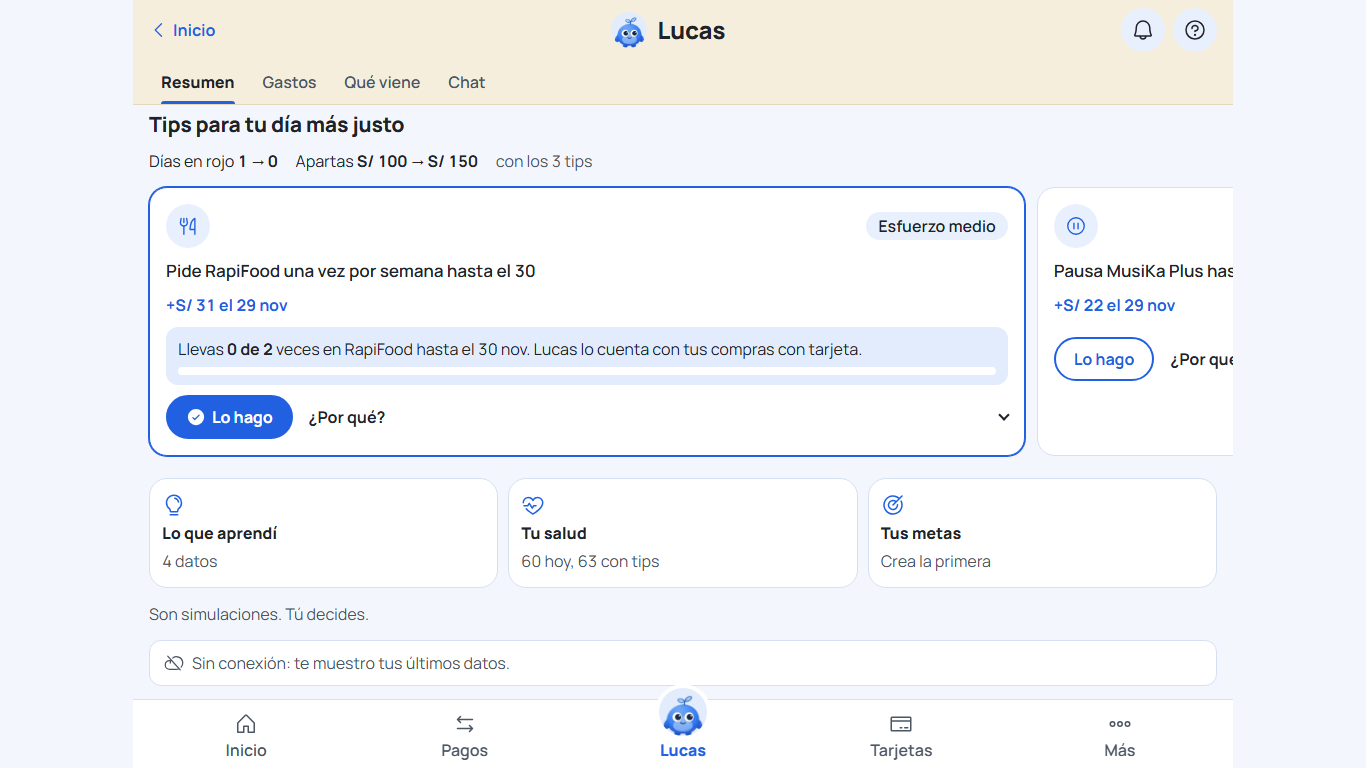 Inicio
Lucas
Resumen Gastos Qué viene Chat
Tips para tu día más justo
Días en rojo 1 → 0 Apartas S/ 100 → S/ 150 con los 3 tips
Esfuerzo medio
Pide RapiFood una vez por semana hasta el 30
+S/ 31 el 29 nov
Llevas 0 de 2 veces en RapiFood hasta el 30 nov. Lucas lo cuenta con tus compras con tarjeta.
Lo hago ¿Por qué?
Pausa MusiKa Plus has
+S/ 22 el 29 nov
Lo hago ¿Por qué
Lo que aprendí
4 datos
Tu salud
60 hoy, 63 con tips
Tus metas
Crea la primera
Son simulaciones. Tú decides.
Sin conexión: te muestro tus últimos datos.
Inicio Pagos Lucas Tarjetas Más